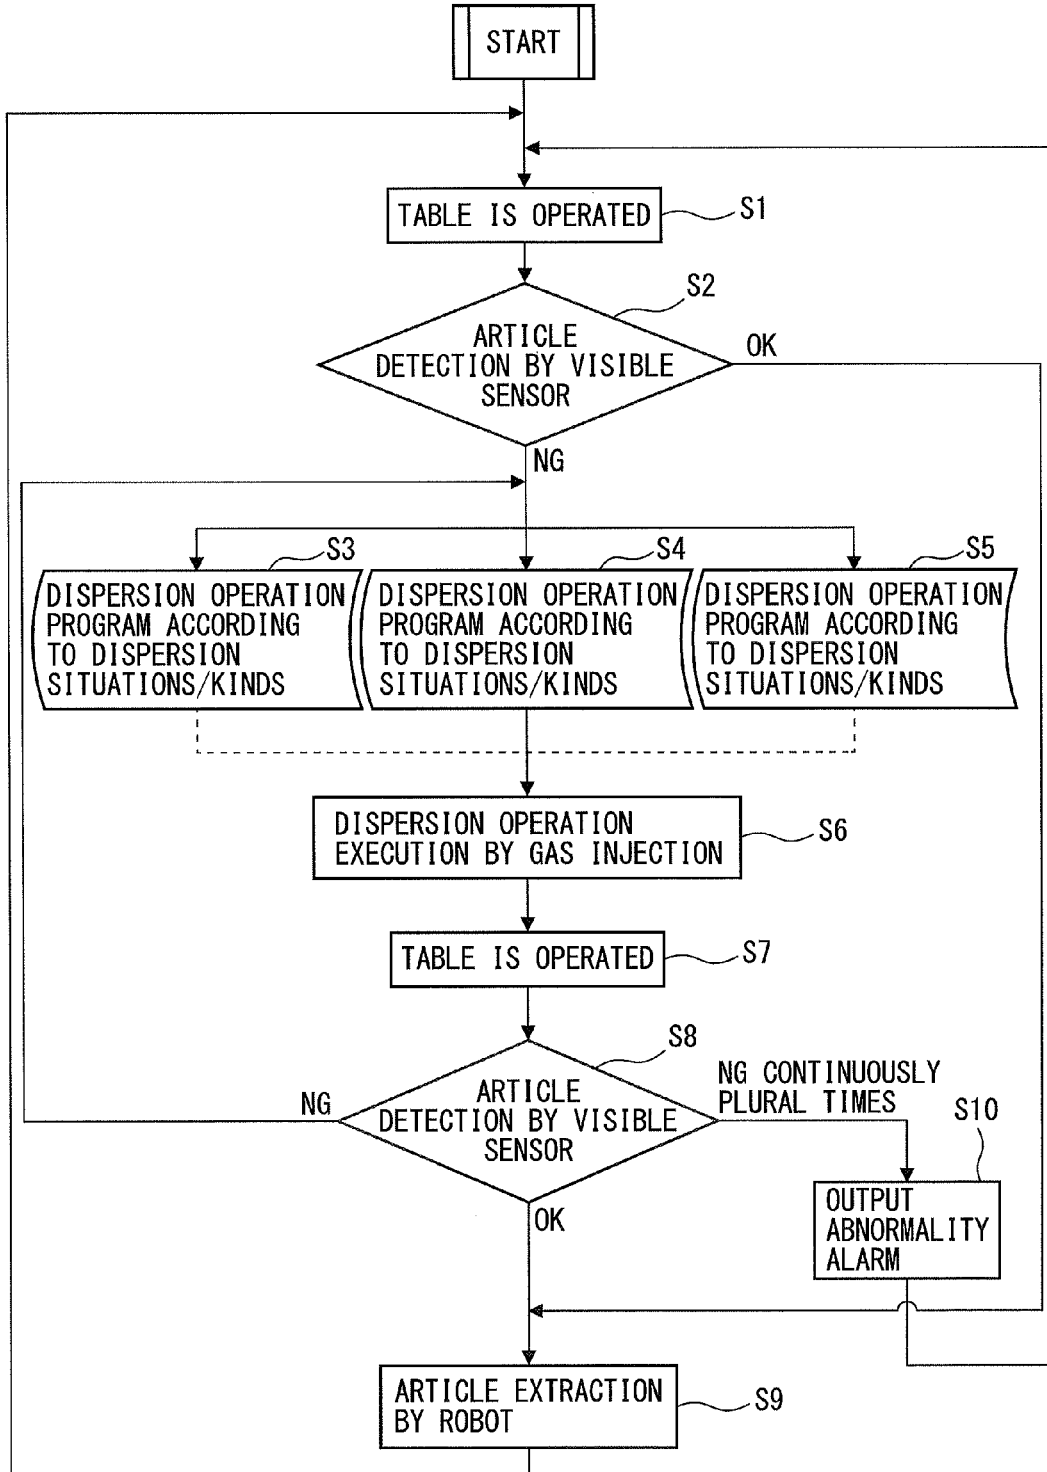 START
TABLE IS OPERATED
S1
S2
ARTICLE
DETECTION BY VISIBLE
SENSOR
OK
NG
S3
DISPERSION OPERATION
PROGRAM ACCORDING
TO DISPERSION
SITUATIONS/KINDS
S4
DISPERSION OPERATION
PROGRAM ACCORDING
TO DISPERSION
SITUATIONS/KINDS
S5
DISPERSION OPERATION
PROGRAM ACCORDING
TO DISPERSION
SITUATIONS/KINDS
DISPERSION OPERATION
EXECUTION BY GAS INJECTION
S6
TABLE IS OPERATED
S7
S8
ARTICLE
DETECTION BY VISIBLE
SENSOR
NG
NG CONTINUOUSLY
PLURAL TIMES
S10
OUTPUT
ABNORMALITY
ALARM
OK
ARTICLE EXTRACTION
BY ROBOT
S9